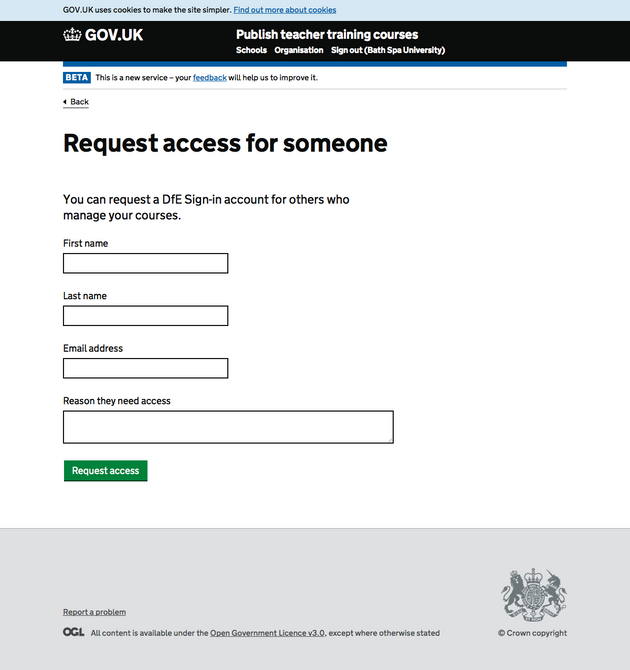 GOV.UK uses cookies to make the site simpler. Find out more about cookies
GOV.UK
Publish teacher training courses
Schools Organisation Sign out (Bath Spa University)
BETA This is a new service – your feedback will help us to improve it.
Back
Request access for someone
You can request a DfE Sign-in account for others who
manage your courses.
First name
Last name
Email address
Reason they need access
Request access
Report a problem
OGL All content is available under the Open Government Licence v3.0, except where otherwise stated
© Crown copyright